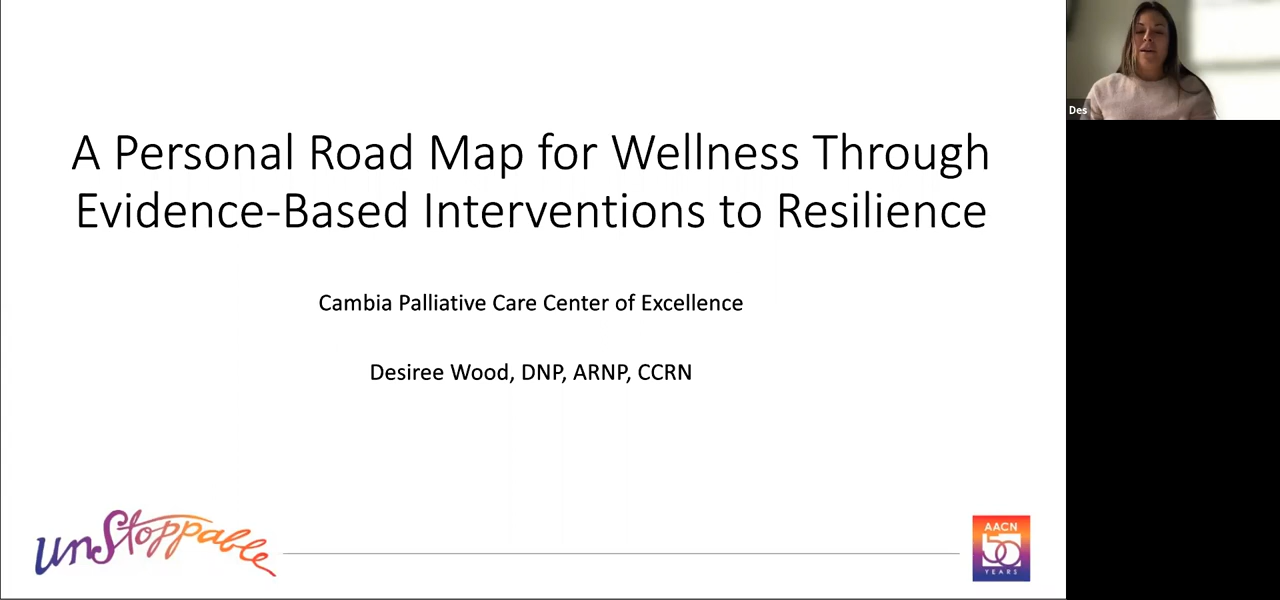 A Personal Road Map for Wellness Through
Evidence-Based Interventions to Resilience
Cambia Palliative Care Center of Excellence
Desiree Wood, DNP, ARNP, CCRN
unStoppable
AACN
50
YEARS
Des